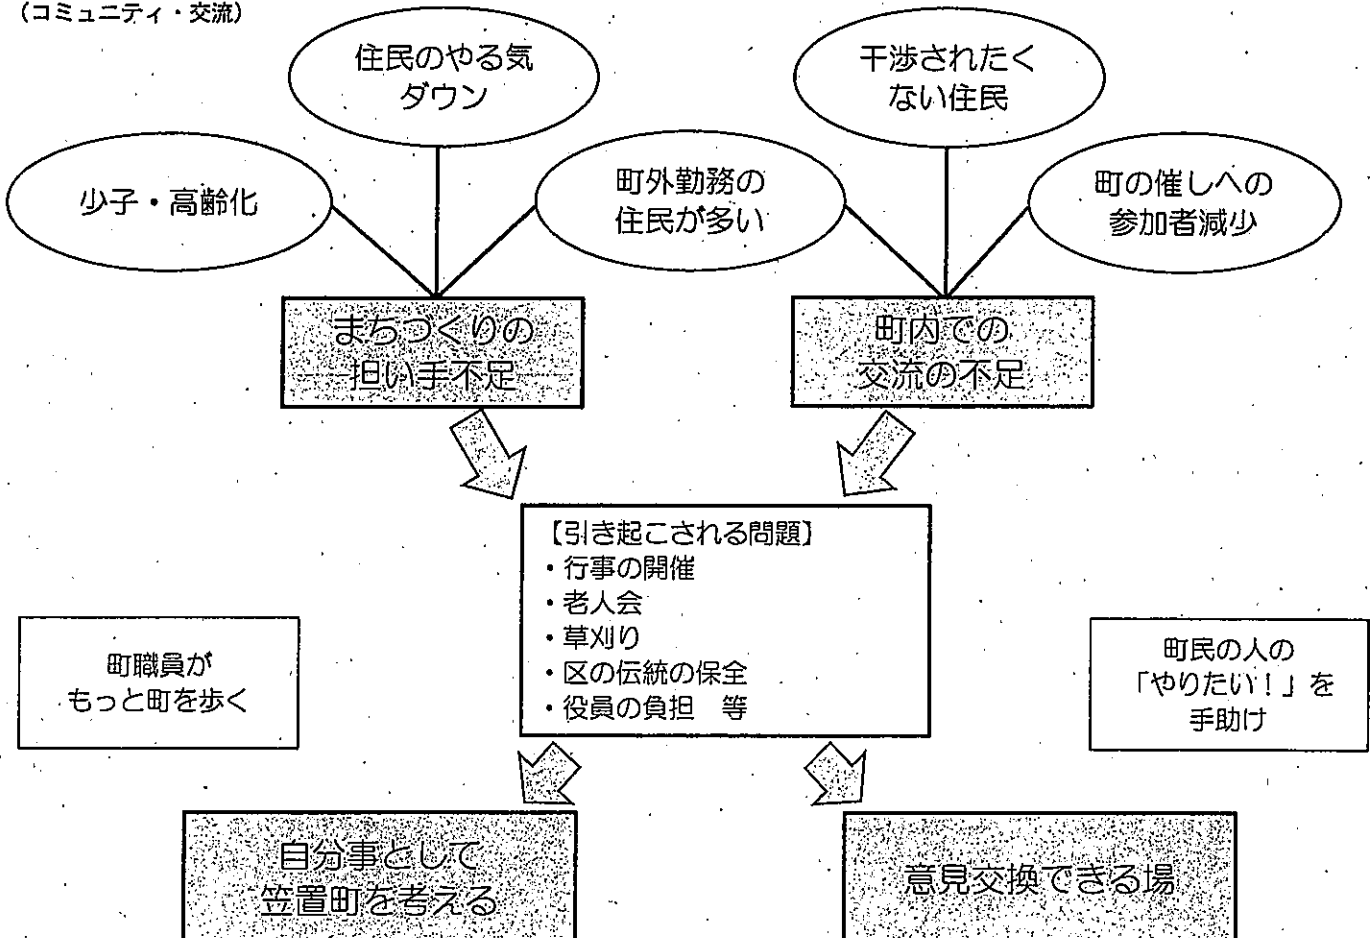 （コミュニティ・交流）
住民のやる気
ダウン
干渉されたく
ない住民
少子・高齢化
町外勤務の
住民が多い
町の催しへの
参加者減少
まちづくりの
担い手不足
町内での
交流の不足
【引き起こされる問題】
・行事の開催
・老人会
・草刈り
・区の伝統の保全
・役員の負担　等
町職員が
もっと町を歩く
町民の人の
「やりたい！」を
手助け
自分事として
笠置町を考える
意見交換できる場